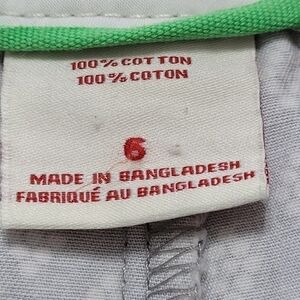 100% COTTON
100% COTON
6
MADE IN BANGLADESH
FABRIQUÉ AU BANGLADESH